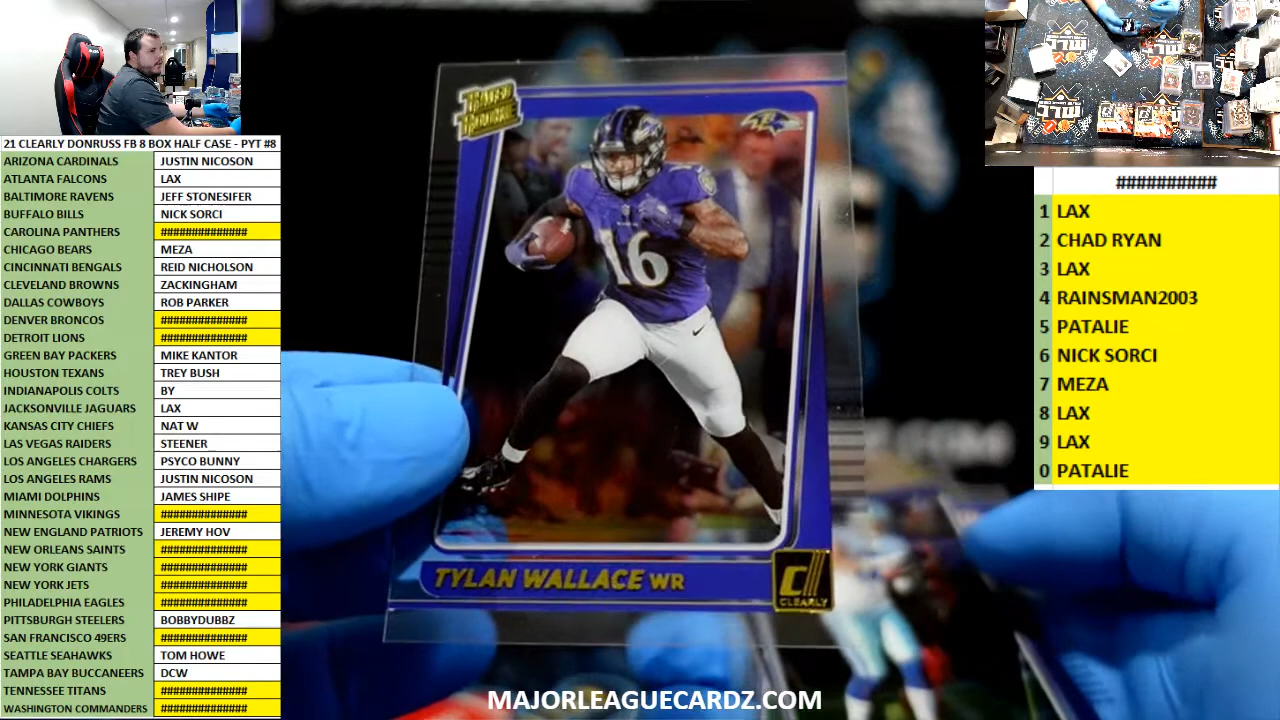 21 CLEARLY DONRUSS FB 8 BOX HALF CASE - PYT #8
ARIZONA CARDINALS JUSTIN NICOSON
ATLANTA FALCONS LAX
BALTIMORE RAVENS JEFF STONESIFER
BUFFALO BILLS NICK SORCI
CAROLINA PANTHERS ##############
CHICAGO BEARS MEZA
CINCINNATI BENGALS REID NICHOLSON
CLEVELAND BROWNS ZACKINGHAM
DALLAS COWBOYS ROB PARKER
DENVER BRONCOS ##############
DETROIT LIONS ##############
GREEN BAY PACKERS MIKE KANTOR
HOUSTON TEXANS TREY BUSH
INDIANAPOLIS COLTS BY
JACKSONVILLE JAGUARS LAX
KANSAS CITY CHIEFS NAT W
LAS VEGAS RAIDERS STEENER
LOS ANGELES CHARGERS PSYCO BUNNY
LOS ANGELES RAMS JUSTIN NICOSON
MIAMI DOLPHINS JAMES SHIPE
MINNESOTA VIKINGS ##############
NEW ENGLAND PATRIOTS JEREMY HOV
NEW ORLEANS SAINTS ##############
NEW YORK GIANTS ##############
NEW YORK JETS ##############
PHILADELPHIA EAGLES ##############
PITTSBURGH STEELERS BOBBYDUBBZ
SAN FRANCISCO 49ERS ##############
SEATTLE SEAHAWKS TOM HOWE
TAMPA BAY BUCCANEERS DCW
TENNESSEE TITANS ##############
WASHINGTON COMMANDERS ##############
RATED
ROOKIE
16
TYLAN WALLACE WR
CLEARLY
MAJORLEAGUECARDZ.COM
##########
1 LAX
2 CHAD RYAN
3 LAX
4 RAINSMAN2003
5 PATALIE
6 NICK SORCI
7 MEZA
8 LAX
9 LAX
0 PATALIE